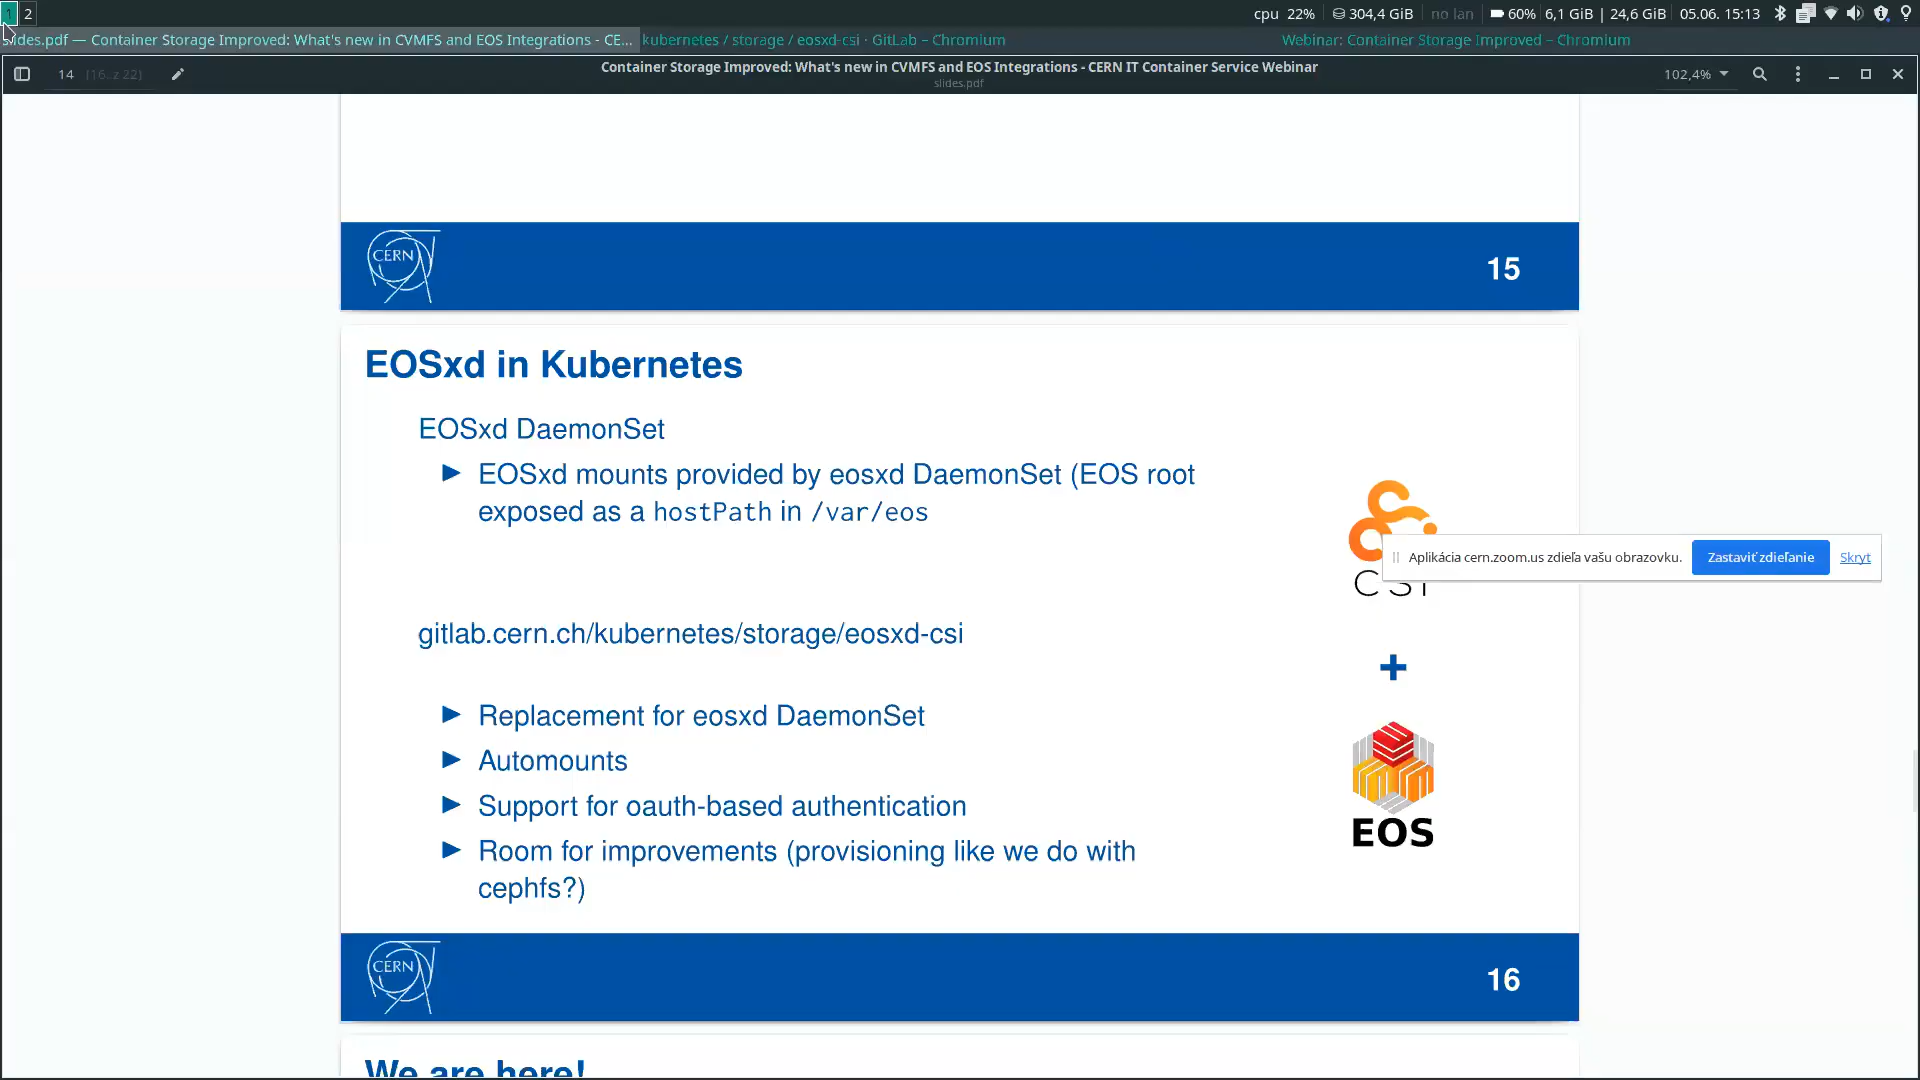 1 2
cpu 22% 304,4 GiB no lan 60% 6,1 GiB | 24,6 GiB 05.06. 15:13
slides.pdf — Container Storage Improved: What's new in CVMFS and EOS Integrations - CE... kubernetes / storage / eosxd-csi · GitLab – Chromium Webinar: Container Storage Improved – Chromium
14 (16. z 22) Container Storage Improved: What's new in CVMFS and EOS Integrations - CERN IT Container Service Webinar 102,4%
slides.pdf
CERN
15
EOSxd in Kubernetes
EOSxd DaemonSet
EOSxd mounts provided by eosxd DaemonSet (EOS root
exposed as a hostPath in /var/eos
Aplikácia cern.zoom.us zdieľa vašu obrazovku. Zastaviť zdieľanie Skryť
CSI
gitlab.cern.ch/kubernetes/storage/eosxd-csi
+
Replacement for eosxd DaemonSet
Automounts
Support for oauth-based authentication
Room for improvements (provisioning like we do with
cephfs?)
EOS
CERN
16
We are here!